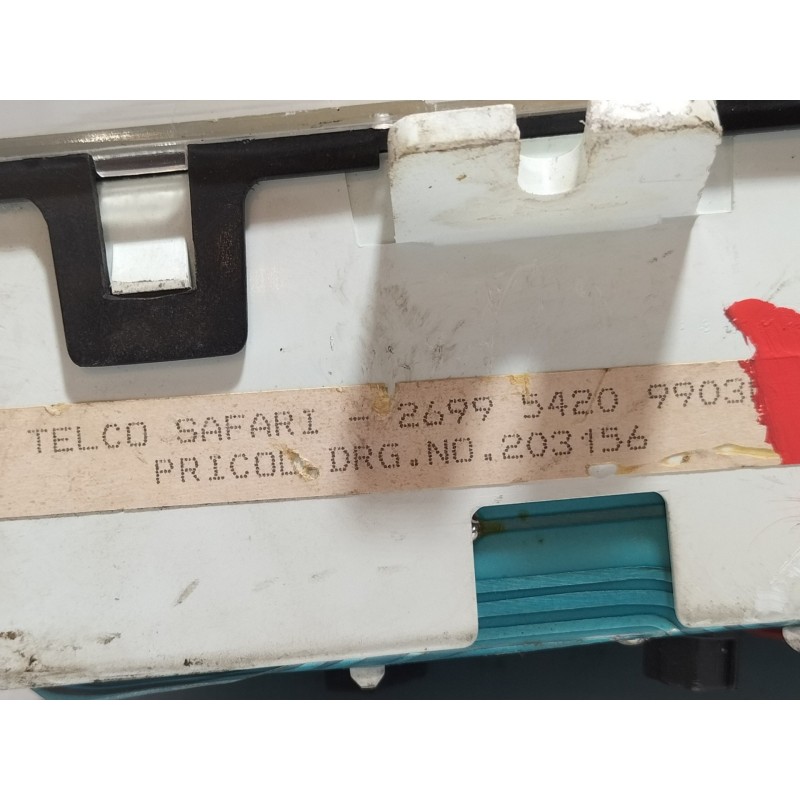 TELCO SAFARI - 2699 5420 9903
PRICOL DRG.NO.203156